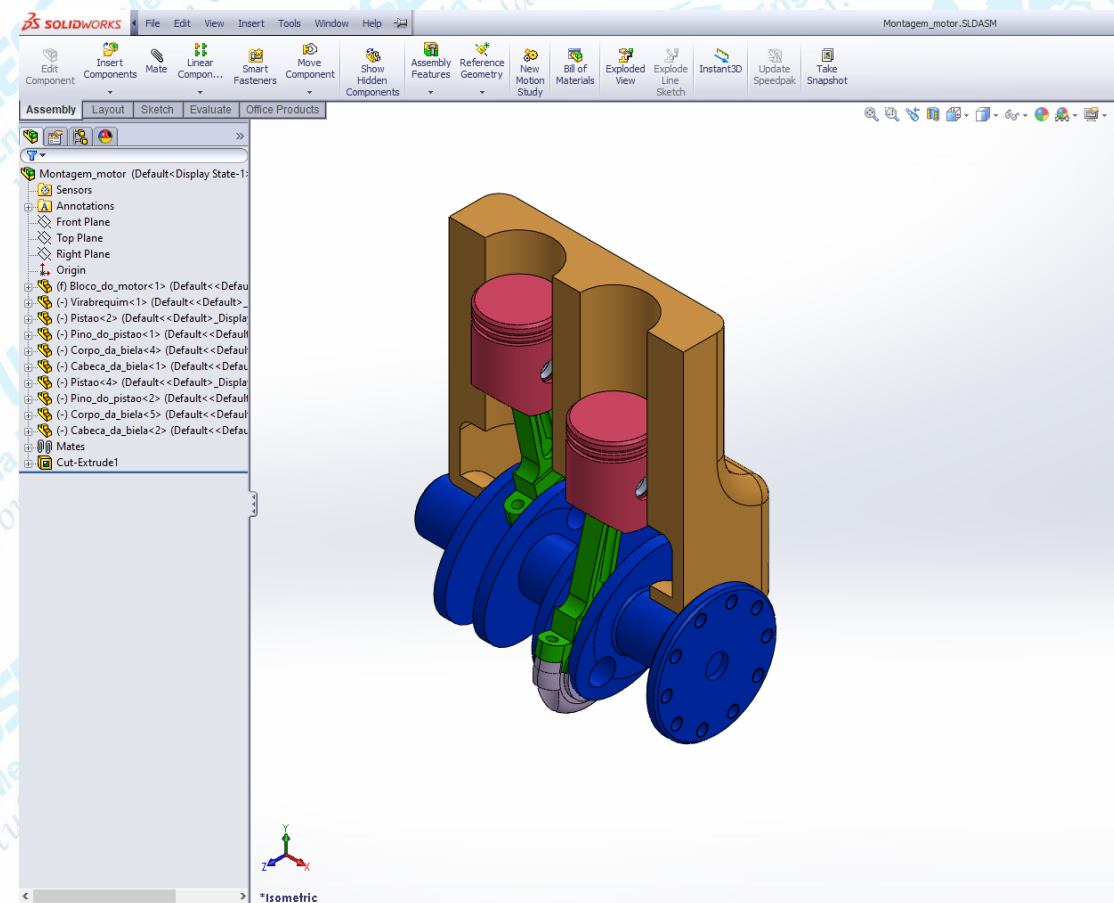 SOLIDWORKS File Edit View Insert Tools Window Help Montagem_motor.SLDASM
Edit Component
Insert Components
Mate
Linear Compon...
Smart Fasteners
Move Component
Show Hidden Components
Assembly Features
Reference Geometry
New Motion Study
Bill of Materials
Exploded View
Explode Line Sketch
Instant3D
Update Speedpak
Take Snapshot
Assembly Layout Sketch Evaluate Office Products
Montagem_motor (Default<Display State-1>
Sensors
Annotations
Front Plane
Top Plane
Right Plane
Origin
(f) Bloco_do_motor<1> (Default<<Defau
(-) Virabrequim<1> (Default<<Default>_
(-) Pistao<2> (Default<<Default>_Display
(-) Pino_do_pistao<1> (Default<<Default
(-) Corpo_da_biela<4> (Default<<Default
(-) Cabeca_da_biela<1> (Default<<Defau
(-) Pistao<4> (Default<<Default>_Display
(-) Pino_do_pistao<2> (Default<<Default
(-) Corpo_da_biela<5> (Default<<Default
(-) Cabeca_da_biela<2> (Default<<Defau
Mates
Cut-Extrude1
Y
Z X
*Isometric